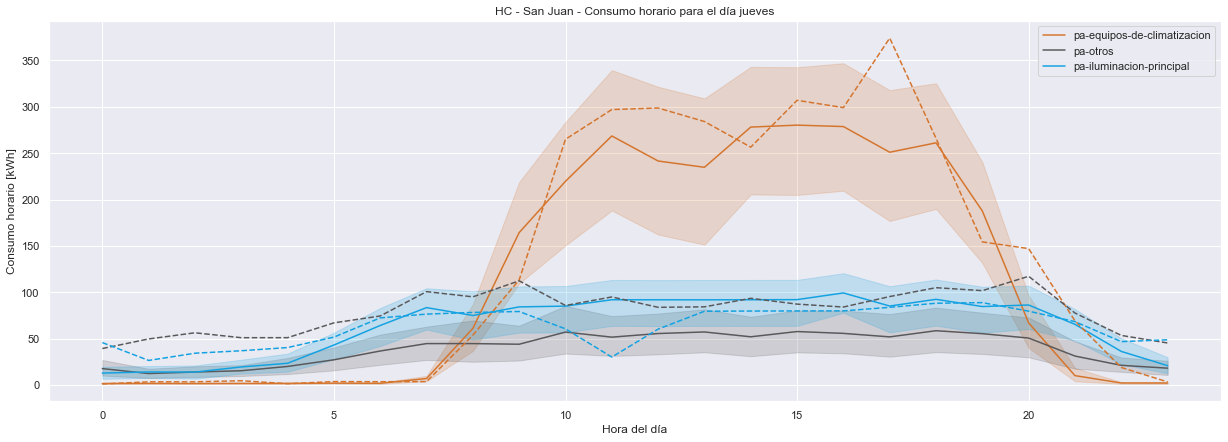 HC - San Juan - Consumo horario para el día jueves
pa-equipos-de-climatizacion
pa-otros
pa-iluminacion-principal
Consumo horario [kWh]
350
300
250
200
150
100
50
0
0 5 10 15 20
Hora del día